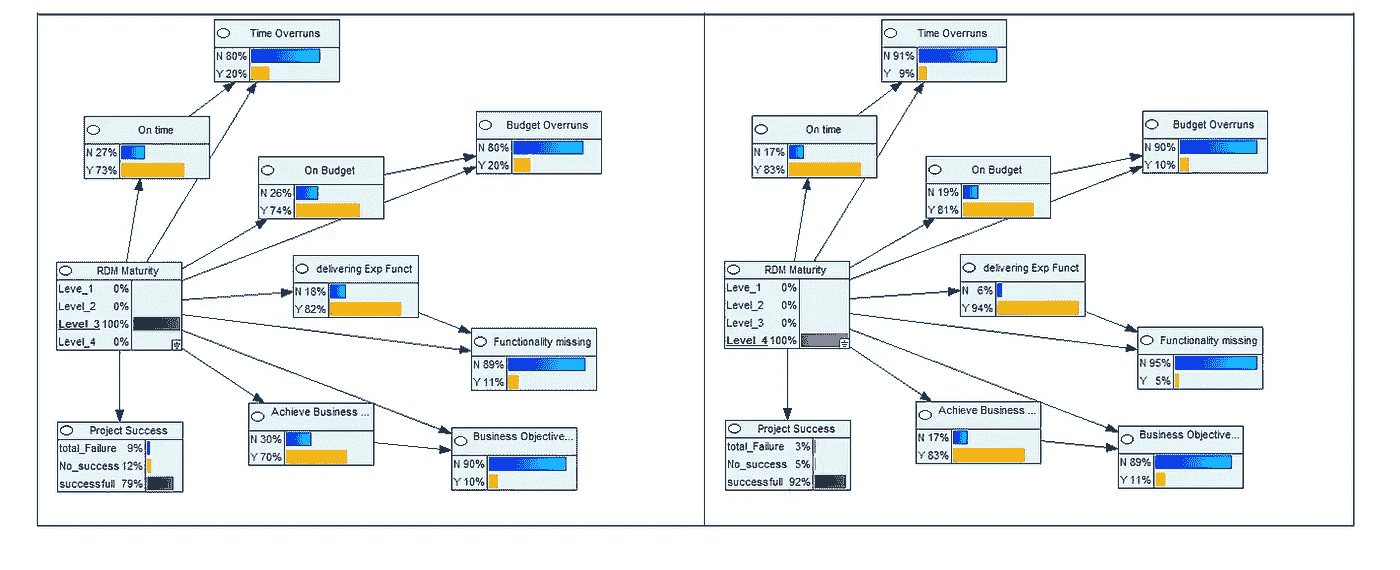 Time Overruns
N 80%
Y 20%
On time
N 27%
Y 73%
Budget Overruns
N 80%
Y 20%
On Budget
N 26%
Y 74%
RDM Maturity
Leve_1 0%
Level_2 0%
Level_3 100%
Level_4 0%
delivering Exp Funct
N 18%
Y 82%
Functionality missing
N 89%
Y 11%
Achieve Business ...
N 30%
Y 70%
Business Objective...
N 90%
Y 10%
Project Success
total_Failure 9%
No_success 12%
successfull 79%
Time Overruns
N 91%
Y 9%
On time
N 17%
Y 83%
Budget Overruns
N 90%
Y 10%
On Budget
N 19%
Y 81%
RDM Maturity
Leve_1 0%
Level_2 0%
Level_3 0%
Level_4 100%
delivering Exp Funct
N 6%
Y 94%
Functionality missing
N 95%
Y 5%
Achieve Business ...
N 17%
Y 83%
Business Objective...
N 89%
Y 11%
Project Success
total_Failure 3%
No_success 5%
successfull 92%